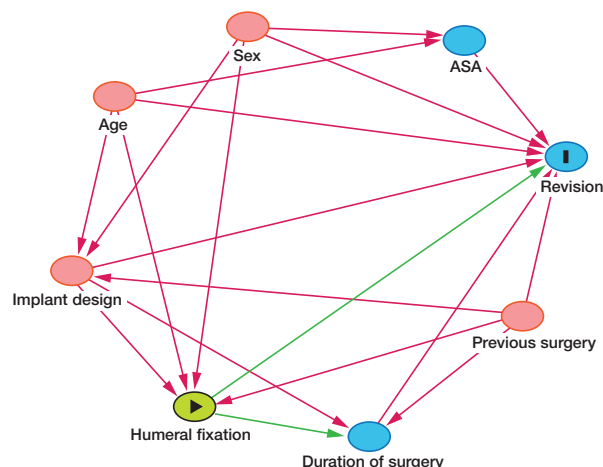 Sex
ASA
Age
Revision
Implant design
Previous surgery
Humeral fixation
Duration of surgery